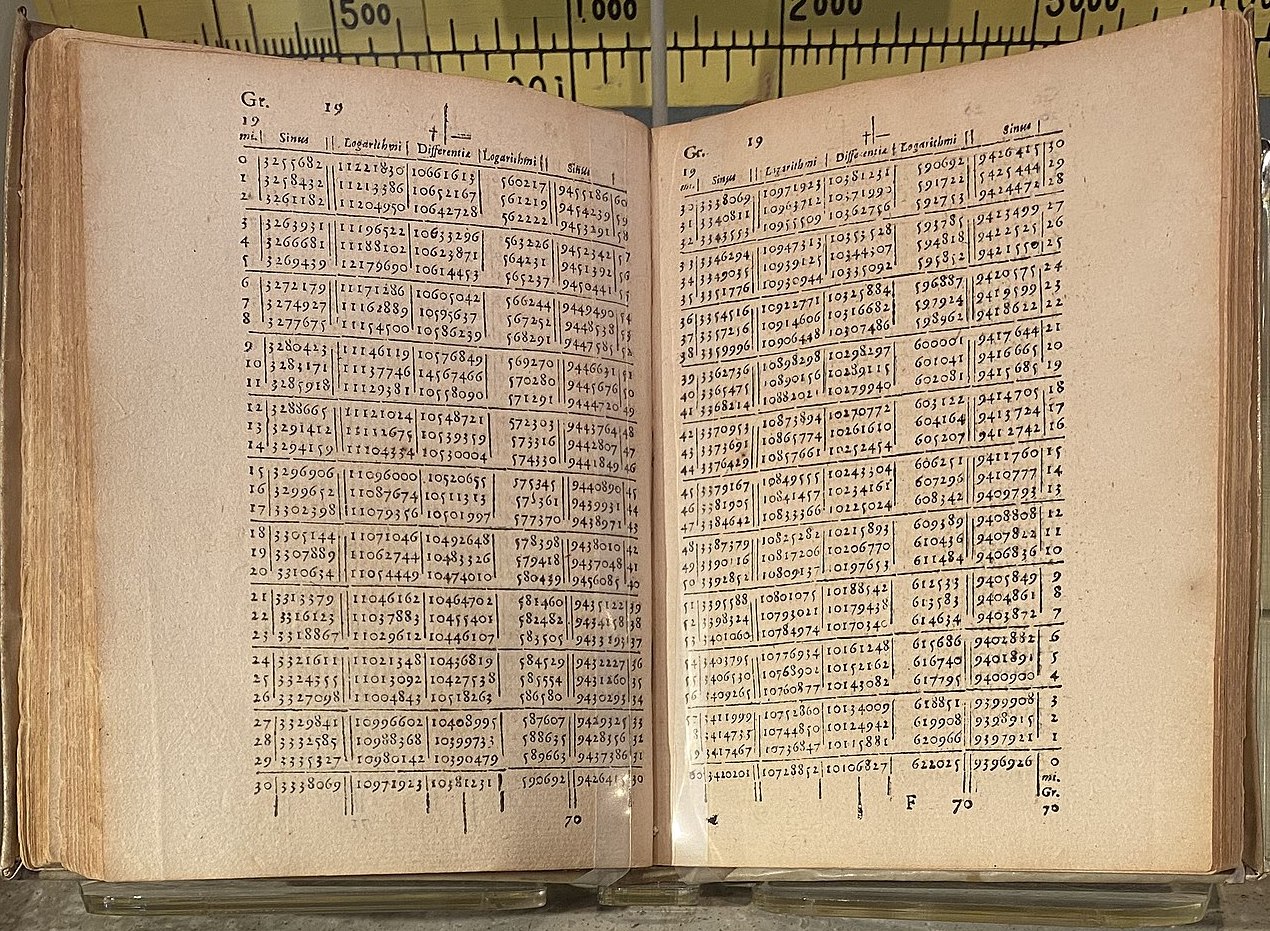 500 1000 2000 3000
Gr. 19
19
mi. Sinus Logarithmi Differentiæ Logarithmi Sinus
0 3255682 11221830 10661613 560217 9455186 60
1 3258432 11213386 10652167 561219 9454239 59
2 3261182 11204950 10642728 562222 9453291 58
3 3263931 11196522 10633296 563226 9452342 57
4 3266681 11188102 10623871 564231 9451392 56
5 3269439 12179690 10614453 565237 9450441 55
6 3272179 11171286 10605042 566244 9449490 54
7 3274927 11162889 10595637 567252 9448538 53
8 3277675 11154500 10586239 568291 9447585 52
9 3280423 11146119 10576849 569270 9446631 51
10 3283171 11137746 14567466 570280 9445676 50
11 3285918 11129381 10558090 571291 9444720 49
12 3288665 11121024 10548721 572303 9443764 48
13 3291412 11112675 10539359 573316 9442807 47
14 3294159 11104334 10530004 574330 9441849 46
15 3296906 11096000 10520655 575345 9440890 45
16 3299652 11087674 10511313 575361 9439931 44
17 3302398 11079356 10501997 577370 9438971 43
18 3305144 11071046 10492648 578398 9438010 42
19 3307889 11062744 10483326 579418 9437048 41
20 3310634 11054449 10474010 580439 9456085 40
21 3313379 11046162 10464702 581460 9435122 39
22 3316123 11037883 10455401 582482 9434158 38
23 3318867 11029612 10446107 583505 9433193 37
24 3321611 11021348 10436819 584529 9432227 36
25 3324355 11013092 10427538 585554 9431260 35
26 3327098 11004843 10518263 586580 9430293 34
27 3329841 10996602 10408995 587607 9429325 33
28 3332585 10988368 10399733 588635 9428356 32
29 3335327 10980142 10390479 589663 9437386 31
30 3338069 10971923 10381231 590692 942641 30
70
Gr. 19
19
mi. Sinus Logarithmi Differentiæ Logarithmi Sinus
30 3338069 10971923 10381231 590692 9426415 30
31 3340811 10963712 10371990 591722 9425444 29
32 3343553 10955509 10362756 592753 9424472 28
33 3346294 10947313 10353528 593785 9423499 27
34 3349035 10939125 10344307 594818 9422525 26
35 3351776 10930944 10335092 595852 9421550 25
36 3354516 10922771 10325884 596887 9420575 24
37 3357256 10914606 10316682 597924 9419599 23
38 3359996 10906448 10307486 598962 9418622 22
39 3362736 10898298 10298297 600001 9417644 21
40 3365475 10890156 10289115 601041 9416665 20
41 3368214 10882021 10279940 602081 9415685 19
42 3370953 10873894 10270772 603122 9414705 18
43 3373691 10865774 10261610 604164 9413724 17
44 3376429 10857661 10252454 605207 9412742 16
45 3379167 10849555 10243304 606251 9411760 15
46 3381905 10841457 10234161 607296 9410777 14
47 3384642 10833366 10225024 608342 9409793 13
48 3387379 10825282 10215893 609389 9408808 12
49 3390116 10817206 10206770 610436 9407822 11
50 3392852 10809137 10197653 611484 9406836 10
51 3395588 10801075 10188542 612533 9405849 9
52 3398324 10793021 10179438 613583 9404861 8
53 3401060 10784974 10170340 614634 9403872 7
54 3403795 10776934 10161248 615686 9402882 6
55 3406530 10768902 10152162 616740 9401891 5
56 3409265 10760877 10143082 617795 9400900 4
57 3411999 10752860 10134009 618851 9399908 3
8 3414733 10744850 10124942 619908 9398915 2
9 3417467 10736847 10115881 620966 9397921 1
60 3420201 10728852 10106827 622025 9396926 0
mi.
Gr.
F 70 70